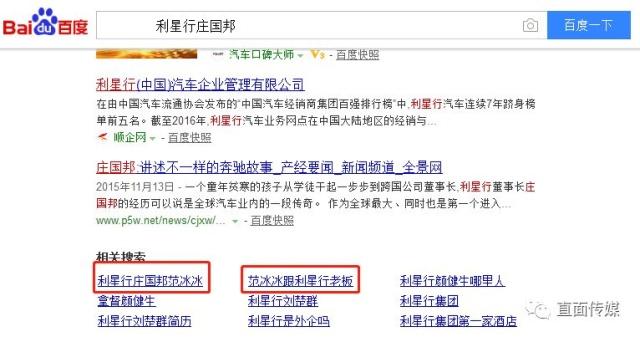 Bai du 百度 利星行庄国邦 百度一下
汽车口碑大师 V3 - 百度快照
利星行(中国)汽车企业管理有限公司
在由中国汽车流通协会发布的“中国汽车经销商集团百强排行榜”中,利星行汽车连续7年跻身榜
单前五名。截至2016年,利星行汽车业务网点在中国大陆地区的经销与...
顺企网 - 百度快照
庄国邦:讲述不一样的奔驰故事_产经要闻_新闻频道_全景网
2015年11月13日 - 一个童年贫寒的孩子从学徒干起一步步到跨国公司董事长,利星行董事长庄
国邦的经历可以说是全球汽车业内的一段传奇。 作为全球最大、同时也是第一个进入...
www.p5w.net/news/cjxw/... - 百度快照
相关搜索
利星行庄国邦范冰冰 范冰冰跟利星行老板 利星行颜健生哪里人
拿督颜健生 利星行刘楚群 利星行集团
利星行刘楚群简历 利星行是外企吗 利星行集团第一家酒店
直面传媒